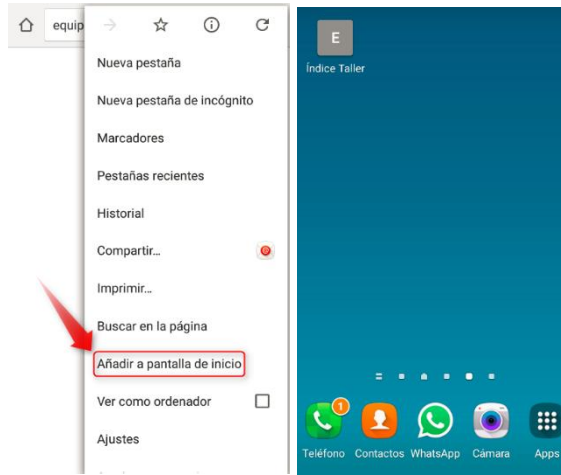 equip
Nueva pestaña
Nueva pestaña de incógnito
Marcadores
Pestañas recientes
Historial
Compartir...
Imprimir...
Buscar en la página
Añadir a pantalla de inicio
Ver como ordenador
Ajustes
E
Índice Taller
1
Teléfono Contactos WhatsApp Cámara Apps